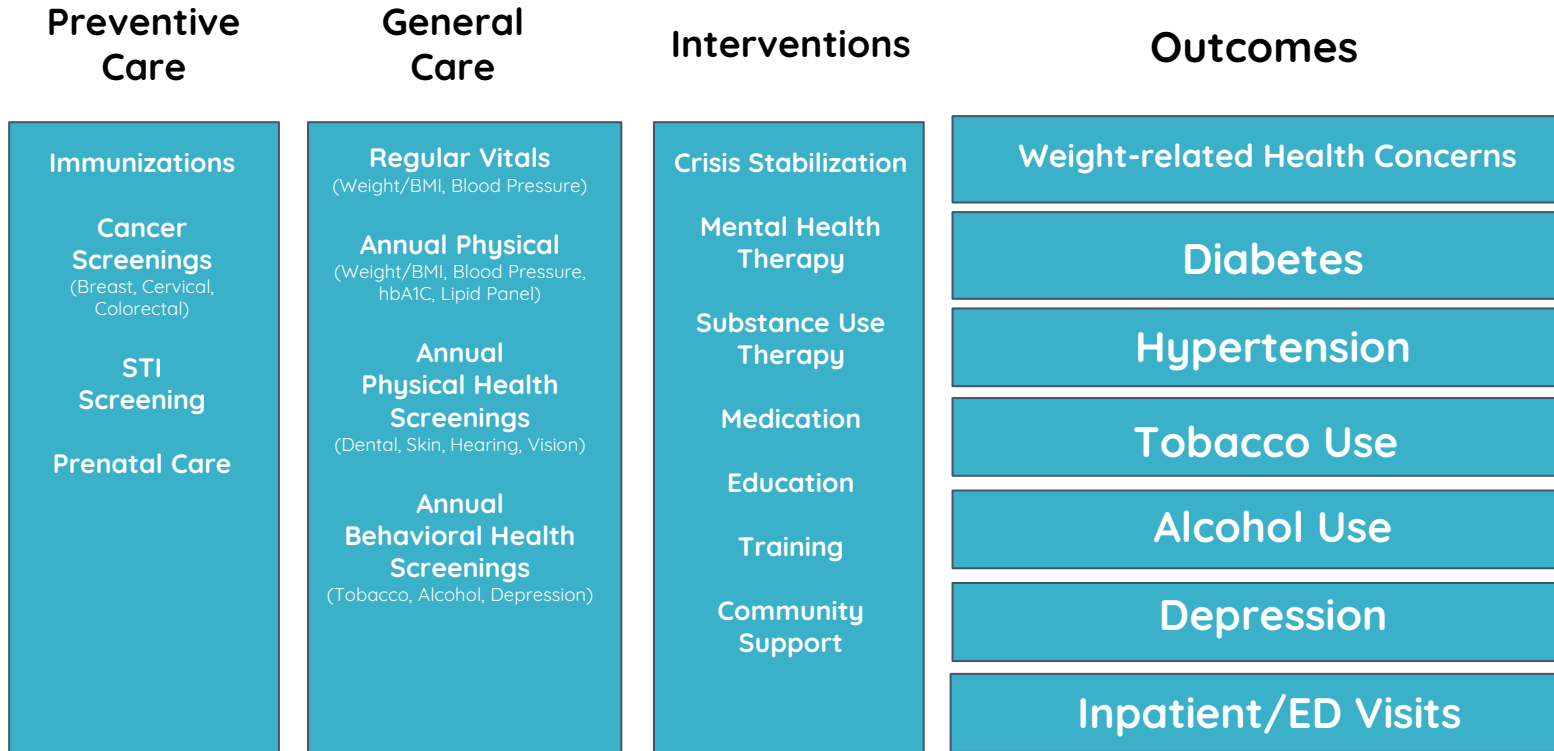 Preventive
Care
General
Care
Interventions
Outcomes
Immunizations
Cancer
Screenings
(Breast, Cervical,
Colorectal)
STI
Screening
Prenatal Care
Regular Vitals
(Weight/BMI, Blood Pressure)
Annual Physical
(Weight/BMI, Blood Pressure,
hbA1C, Lipid Panel)
Annual
Physical Health
Screenings
(Dental, Skin, Hearing, Vision)
Annual
Behavioral Health
Screenings
(Tobacco, Alcohol, Depression)
Crisis Stabilization
Mental Health
Therapy
Substance Use
Therapy
Medication
Education
Training
Community
Support
Weight-related Health Concerns
Diabetes
Hypertension
Tobacco Use
Alcohol Use
Depression
Inpatient/ED Visits